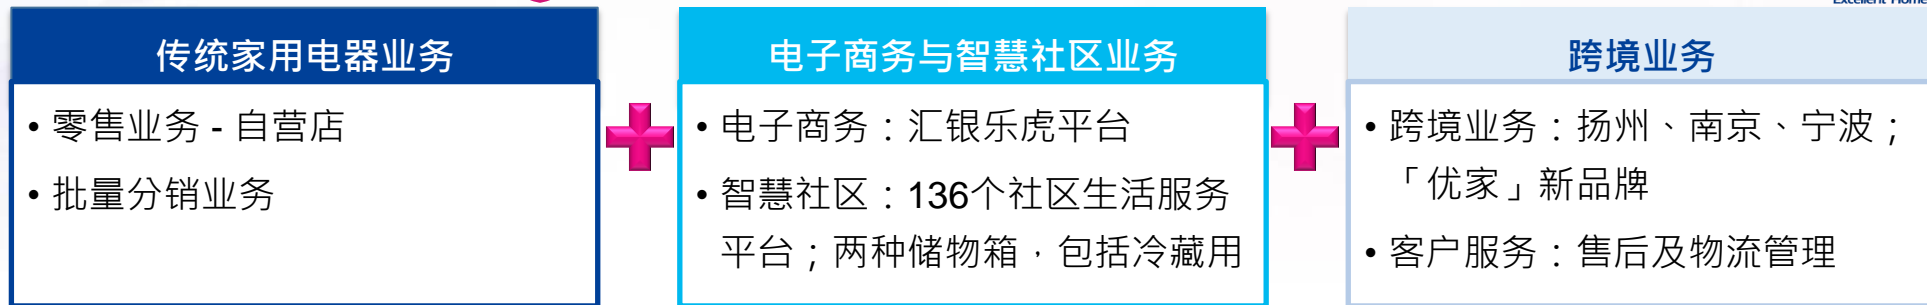 Excellent Home
传统家用电器业务
• 零售业务 - 自营店
• 批量分销业务
电子商务与智慧社区业务
• 电子商务：汇银乐虎平台
• 智慧社区：136个社区生活服务
平台；两种储物箱，包括冷藏用
跨境业务
• 跨境业务：扬州、南京、宁波；
「优家」新品牌
• 客户服务：售后及物流管理